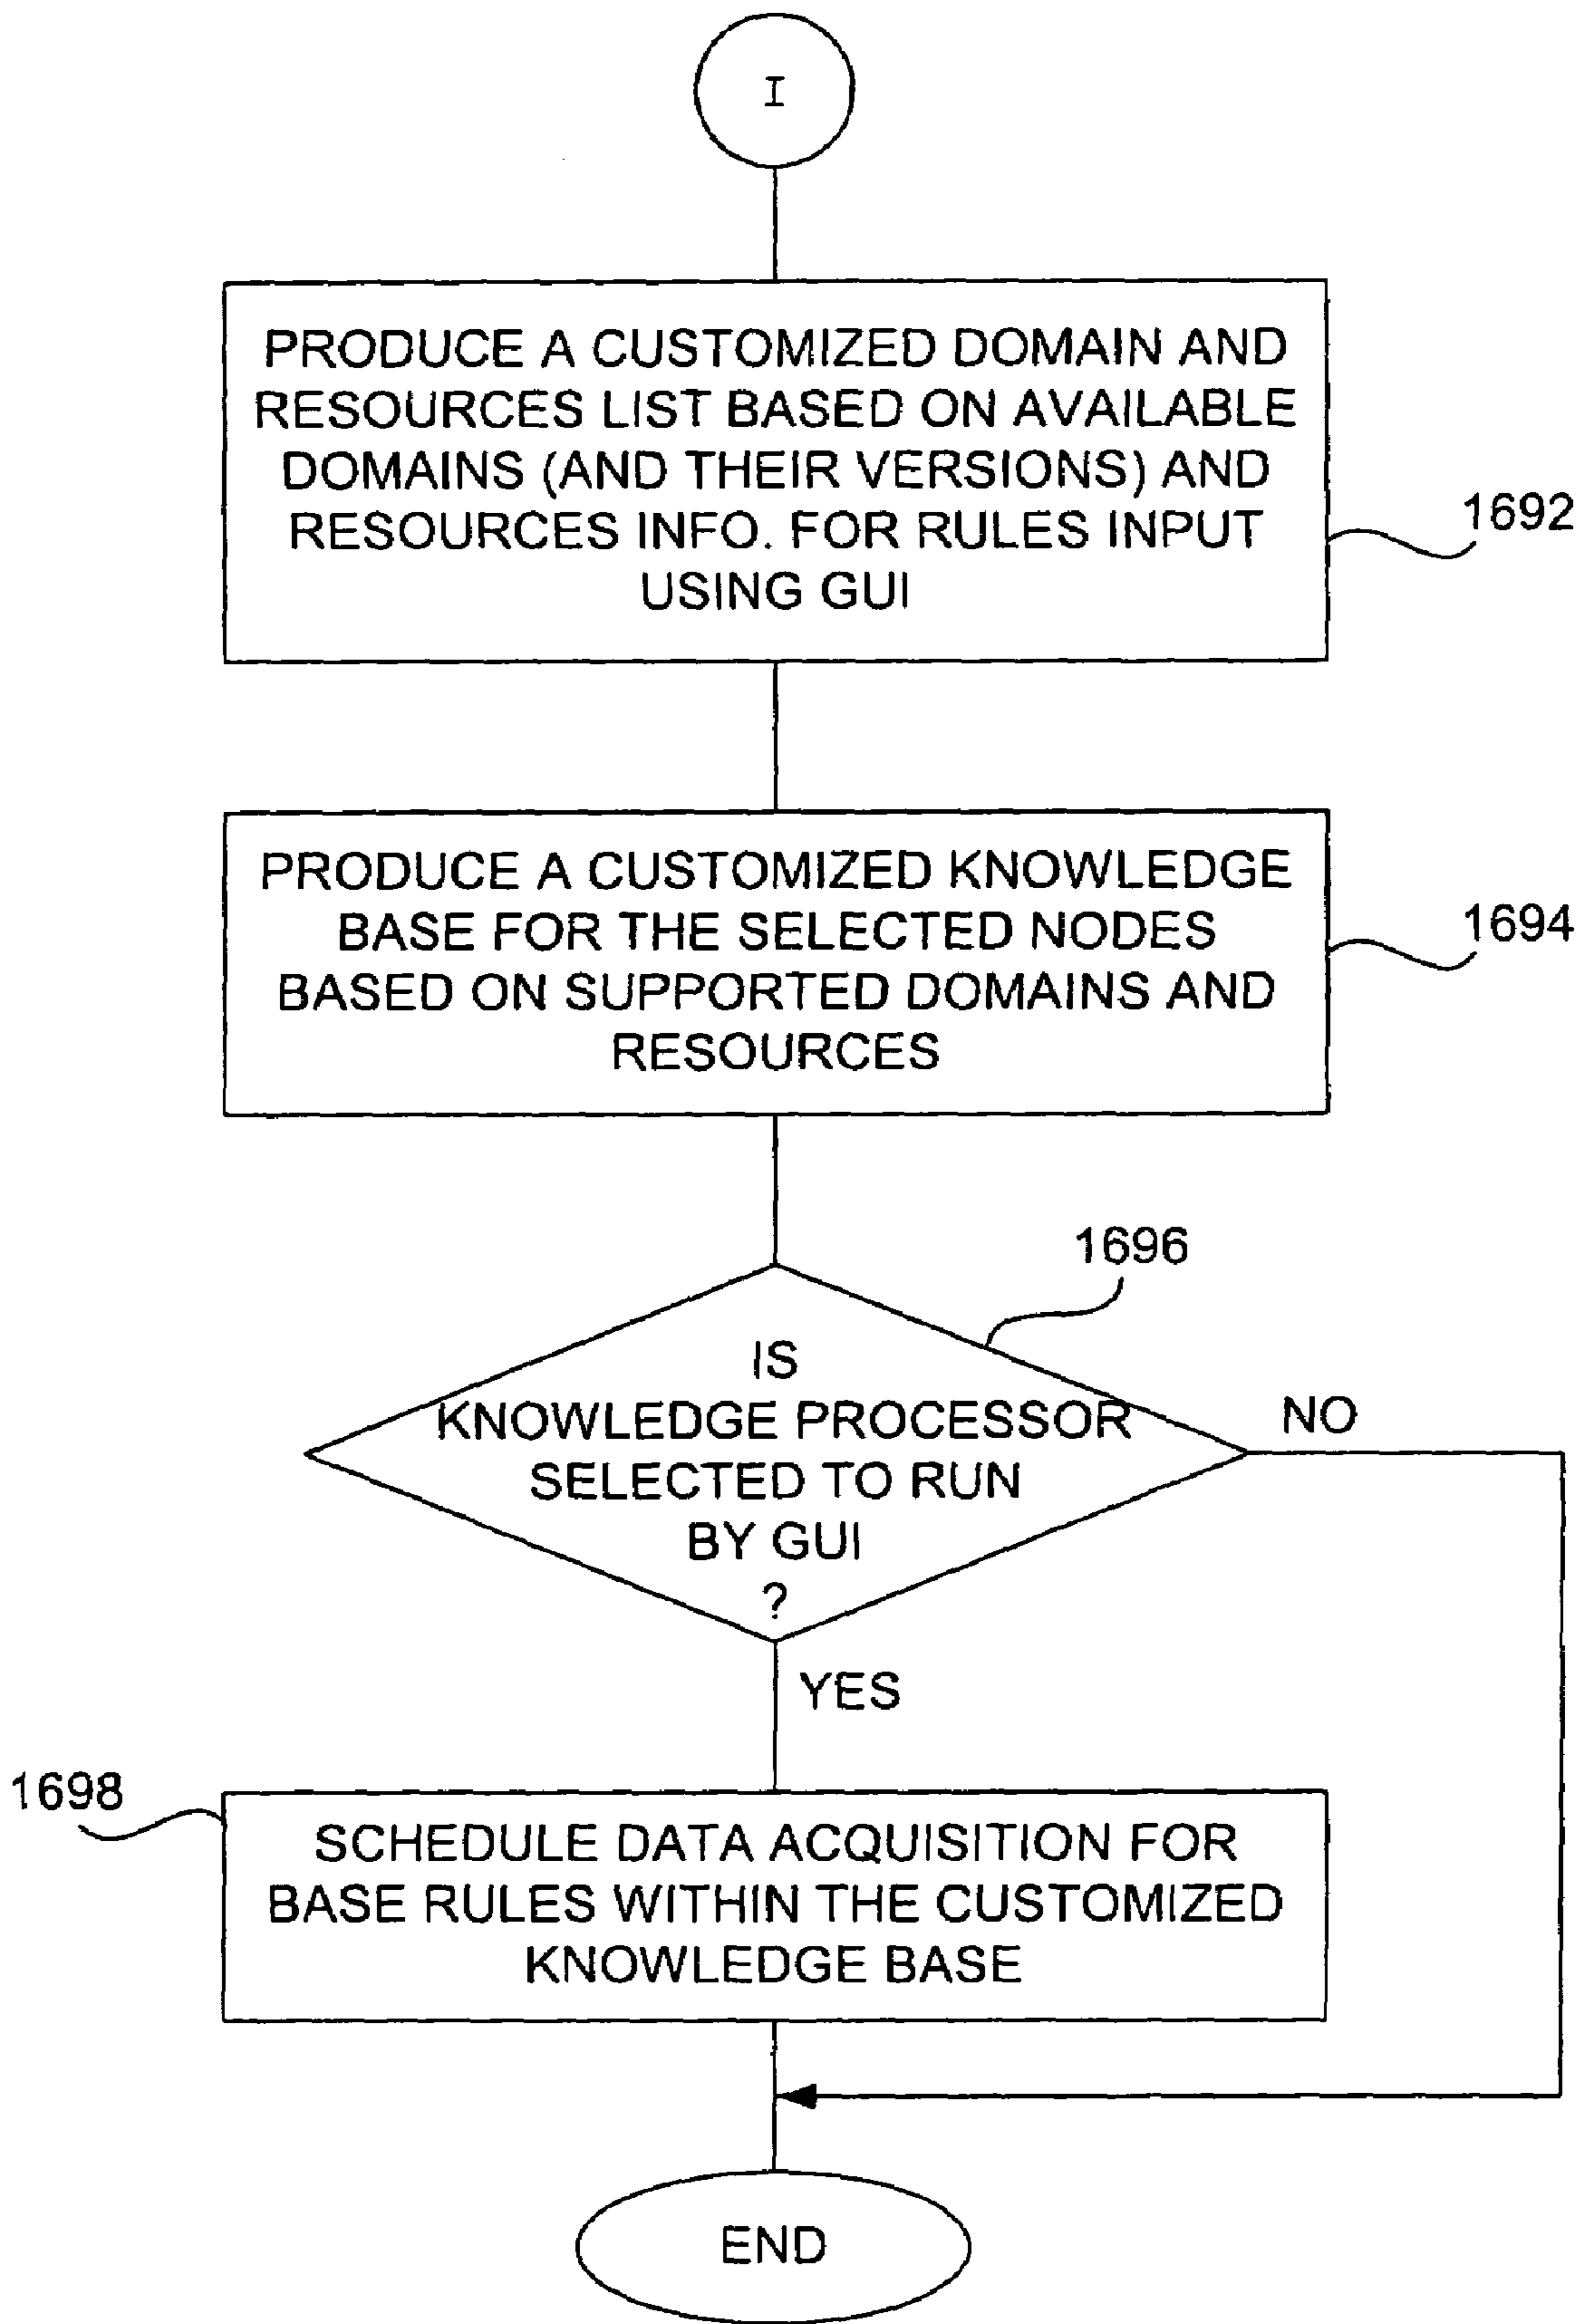 I
PRODUCE A CUSTOMIZED DOMAIN AND
RESOURCES LIST BASED ON AVAILABLE
DOMAINS (AND THEIR VERSIONS) AND
RESOURCES INFO. FOR RULES INPUT
USING GUI
1692
PRODUCE A CUSTOMIZED KNOWLEDGE
BASE FOR THE SELECTED NODES
BASED ON SUPPORTED DOMAINS AND
RESOURCES
1694
1696
IS
KNOWLEDGE PROCESSOR
SELECTED TO RUN
BY GUI
?
NO
YES
1698
SCHEDULE DATA ACQUISITION FOR
BASE RULES WITHIN THE CUSTOMIZED
KNOWLEDGE BASE
END